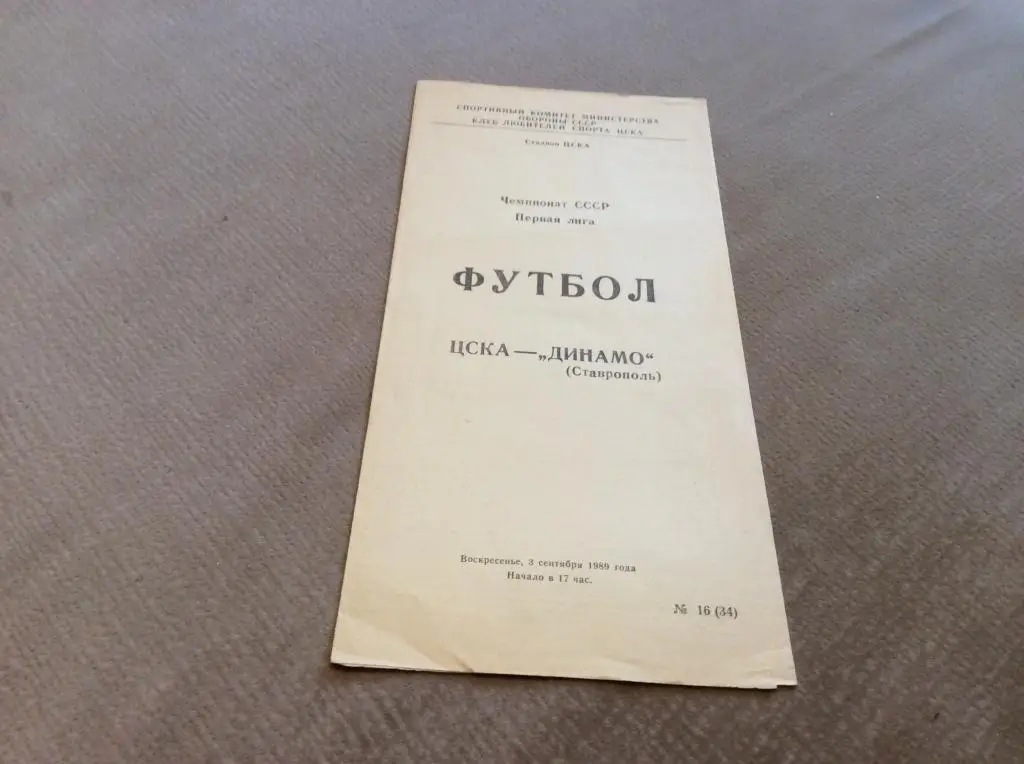 СПОРТИВНЫЙ КОМИТЕТ МИНИСТЕРСТВА
ОБОРОНЫ СССР
КЛУБ ЛЮБИТЕЛЕЙ СПОРТА ЦСКА
Стадион ЦСКА
Чемпионат СССР
Первая лига
ФУТБОЛ
ЦСКА — „ДИНАМО“
(Ставрополь)
Воскресенье, 3 сентября 1989 года
Начало в 17 час.
№ 16 (34)